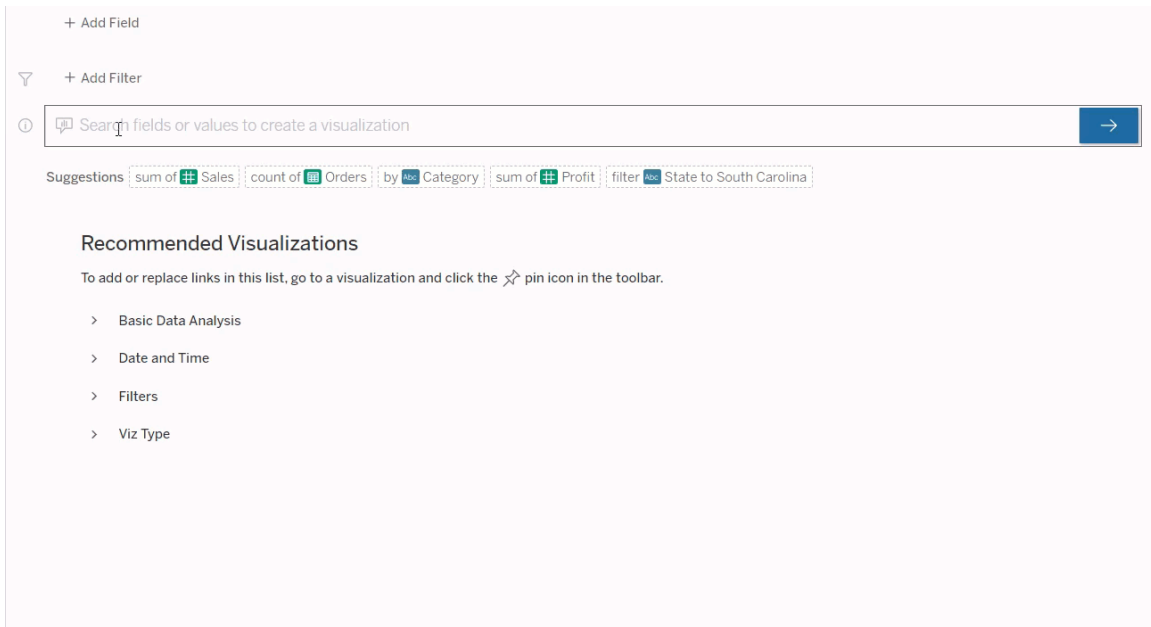 + Add Field
+ Add Filter
Search fields or values to create a visualization
Suggestions sum of # Sales count of Orders by Abc Category sum of # Profit filter Abc State to South Carolina
Recommended Visualizations
To add or replace links in this list, go to a visualization and click the pin icon in the toolbar.
> Basic Data Analysis
> Date and Time
> Filters
> Viz Type